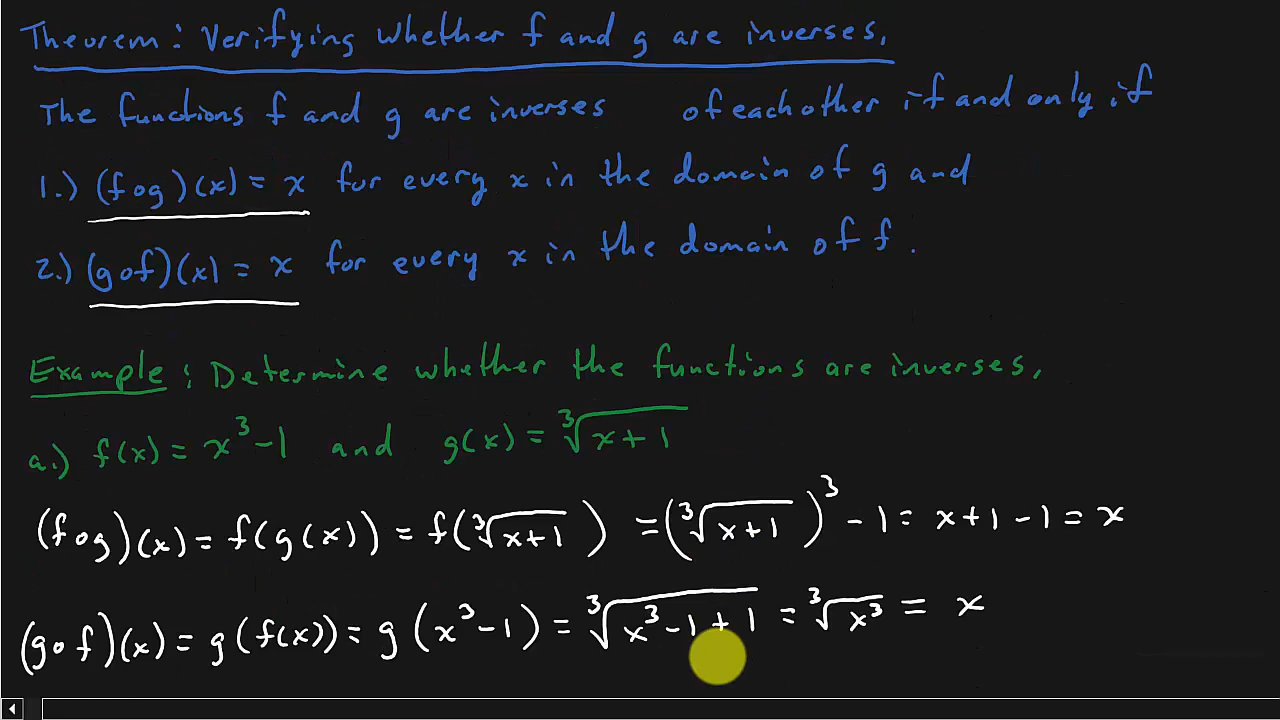 Theorem: Verifying whether f and g are inverses.
The functions f and g are inverses of each other if and only if
1.) (f∘g)(x) = x for every x in the domain of g and
2.) (g∘f)(x) = x for every x in the domain of f.
Example: Determine whether the functions are inverses.
a.) f(x) = x³-1 and g(x) = ∛(x+1)
(f∘g)(x) = f(g(x)) = f(∛(x+1)) = (∛(x+1))³ - 1 = x+1-1 = x
(g∘f)(x) = g(f(x)) = g(x³-1) = ∛(x³-1+1) = ∛(x³) = x